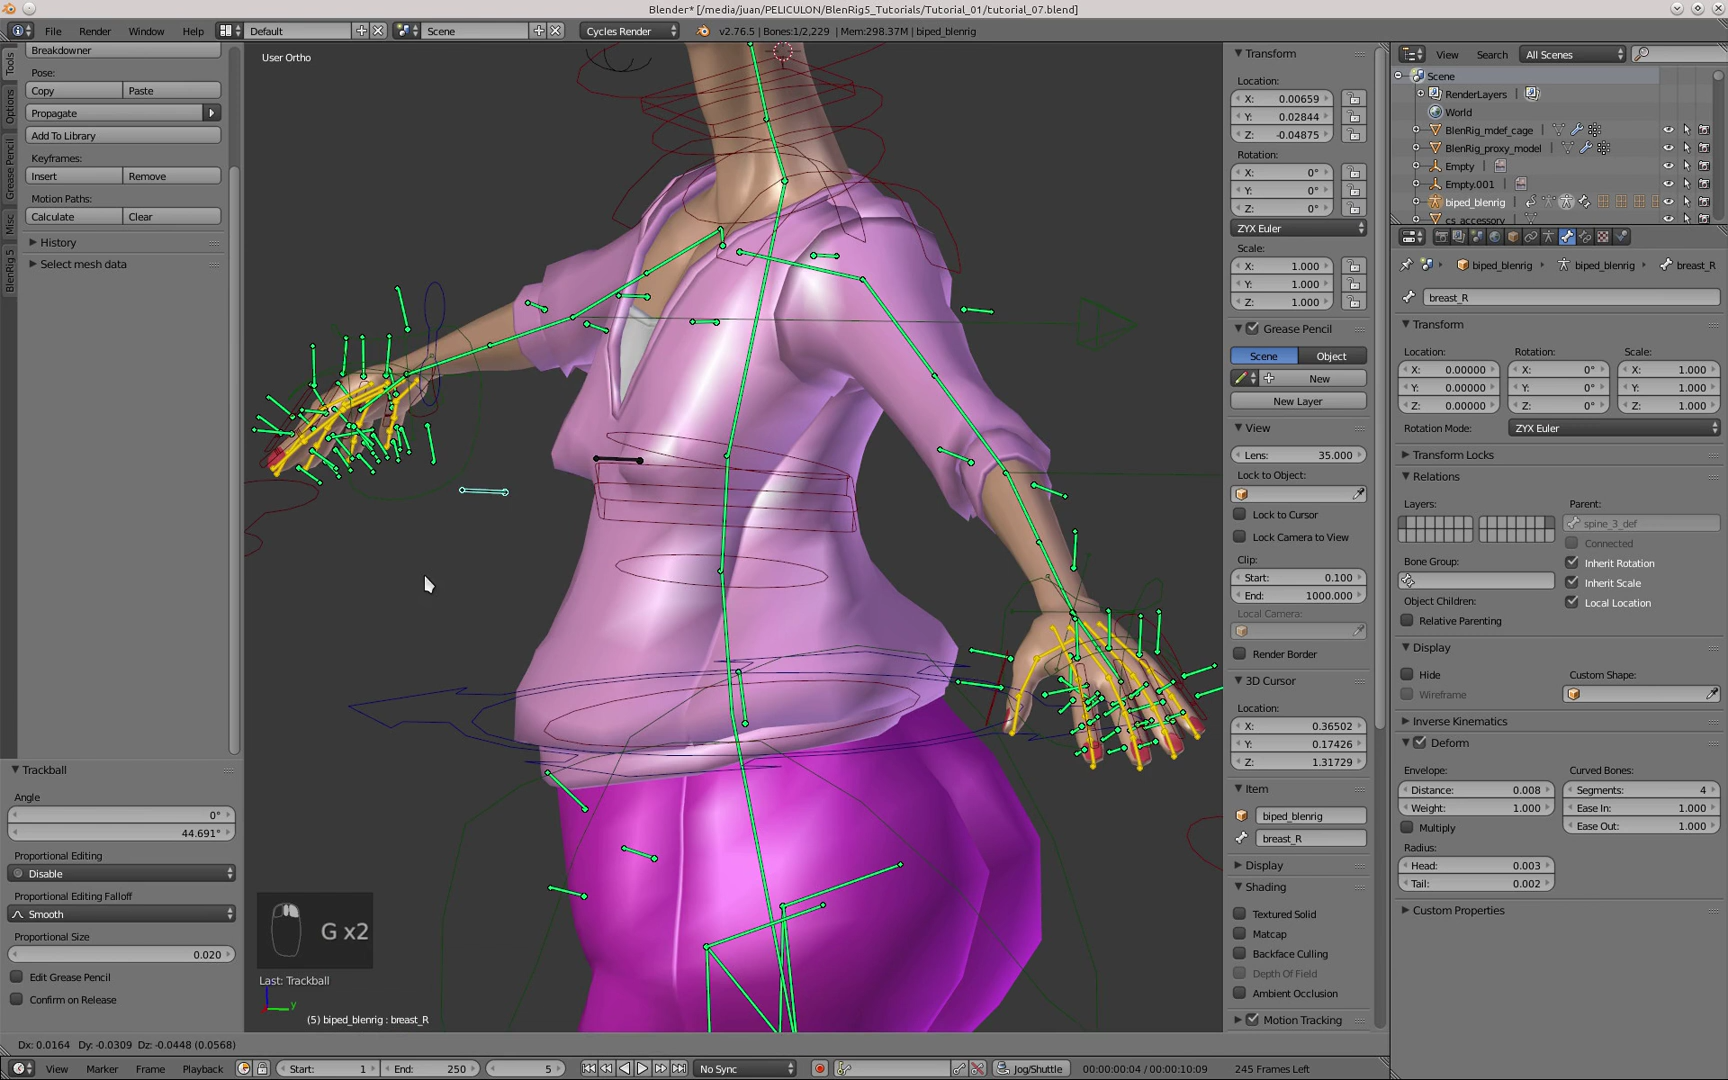 Blender* [/media/juan/PELICULON/BlenRig5_Tutorials/Tutorial_01/tutorial_07.blend]
File Render Window Help Default Scene Cycles Render v2.76.5 | Bones:1/2,229 | Mem:298.37M | biped_blenrig
Tools
Options
Grease Pencil
Misc
BlenRig 5
Breakdowner
Pose:
Copy Paste
Propagate
Add To Library
Keyframes:
Insert Remove
Motion Paths:
Calculate Clear
History
Select mesh data
Trackball
Angle
0°
44.691°
Proportional Editing
Disable
Proportional Editing Falloff
Smooth
Proportional Size
0.020
Edit Grease Pencil
Confirm on Release
User Ortho
G x2
Last: Trackball
y
(5) biped_blenrig : breast_R
Transform
Location:
X: 0.00659
Y: 0.02844
Z: -0.04875
Rotation:
X: 0°
Y: 0°
Z: 0°
ZYX Euler
Scale:
X: 1.000
Y: 1.000
Z: 1.000
Grease Pencil
Scene Object
New
New Layer
View
Lens: 35.000
Lock to Object:
Lock to Cursor
Lock Camera to View
Clip:
Start: 0.100
End: 1000.000
Local Camera:
Render Border
3D Cursor
Location:
X: 0.36502
Y: 0.17426
Z: 1.31729
Item
biped_blenrig
breast_R
Display
Shading
Textured Solid
Matcap
Backface Culling
Depth Of Field
Ambient Occlusion
Motion Tracking
View Search All Scenes
Scene
RenderLayers
World
BlenRig_mdef_cage
BlenRig_proxy_model
Empty
Empty.001
biped_blenrig
cs_accessory
biped_blenrig biped_blenrig breast_R
breast_R
Transform
Location: Rotation: Scale:
X: 0.00000 X: 0° X: 1.000
Y: 0.00000 Y: 0° Y: 1.000
Z: 0.00000 Z: 0° Z: 1.000
Rotation Mode: ZYX Euler
Transform Locks
Relations
Layers: Parent:
spine_3_def
Connected
Bone Group: Inherit Rotation
Inherit Scale
Object Children: Local Location
Relative Parenting
Display
Hide Custom Shape:
Wireframe
Inverse Kinematics
Deform
Envelope: Curved Bones:
Distance: 0.008 Segments: 4
Weight: 1.000 Ease In: 1.000
Multiply Ease Out: 1.000
Radius:
Head: 0.003
Tail: 0.002
Custom Properties
Dx: 0.0164 Dy: -0.0309 Dz: -0.0448 (0.0568)
View Marker Frame Playback Start: 1 End: 250 5 No Sync Jog/Shuttle 00:00:00:04 / 00:00:10:09 245 Frames Left